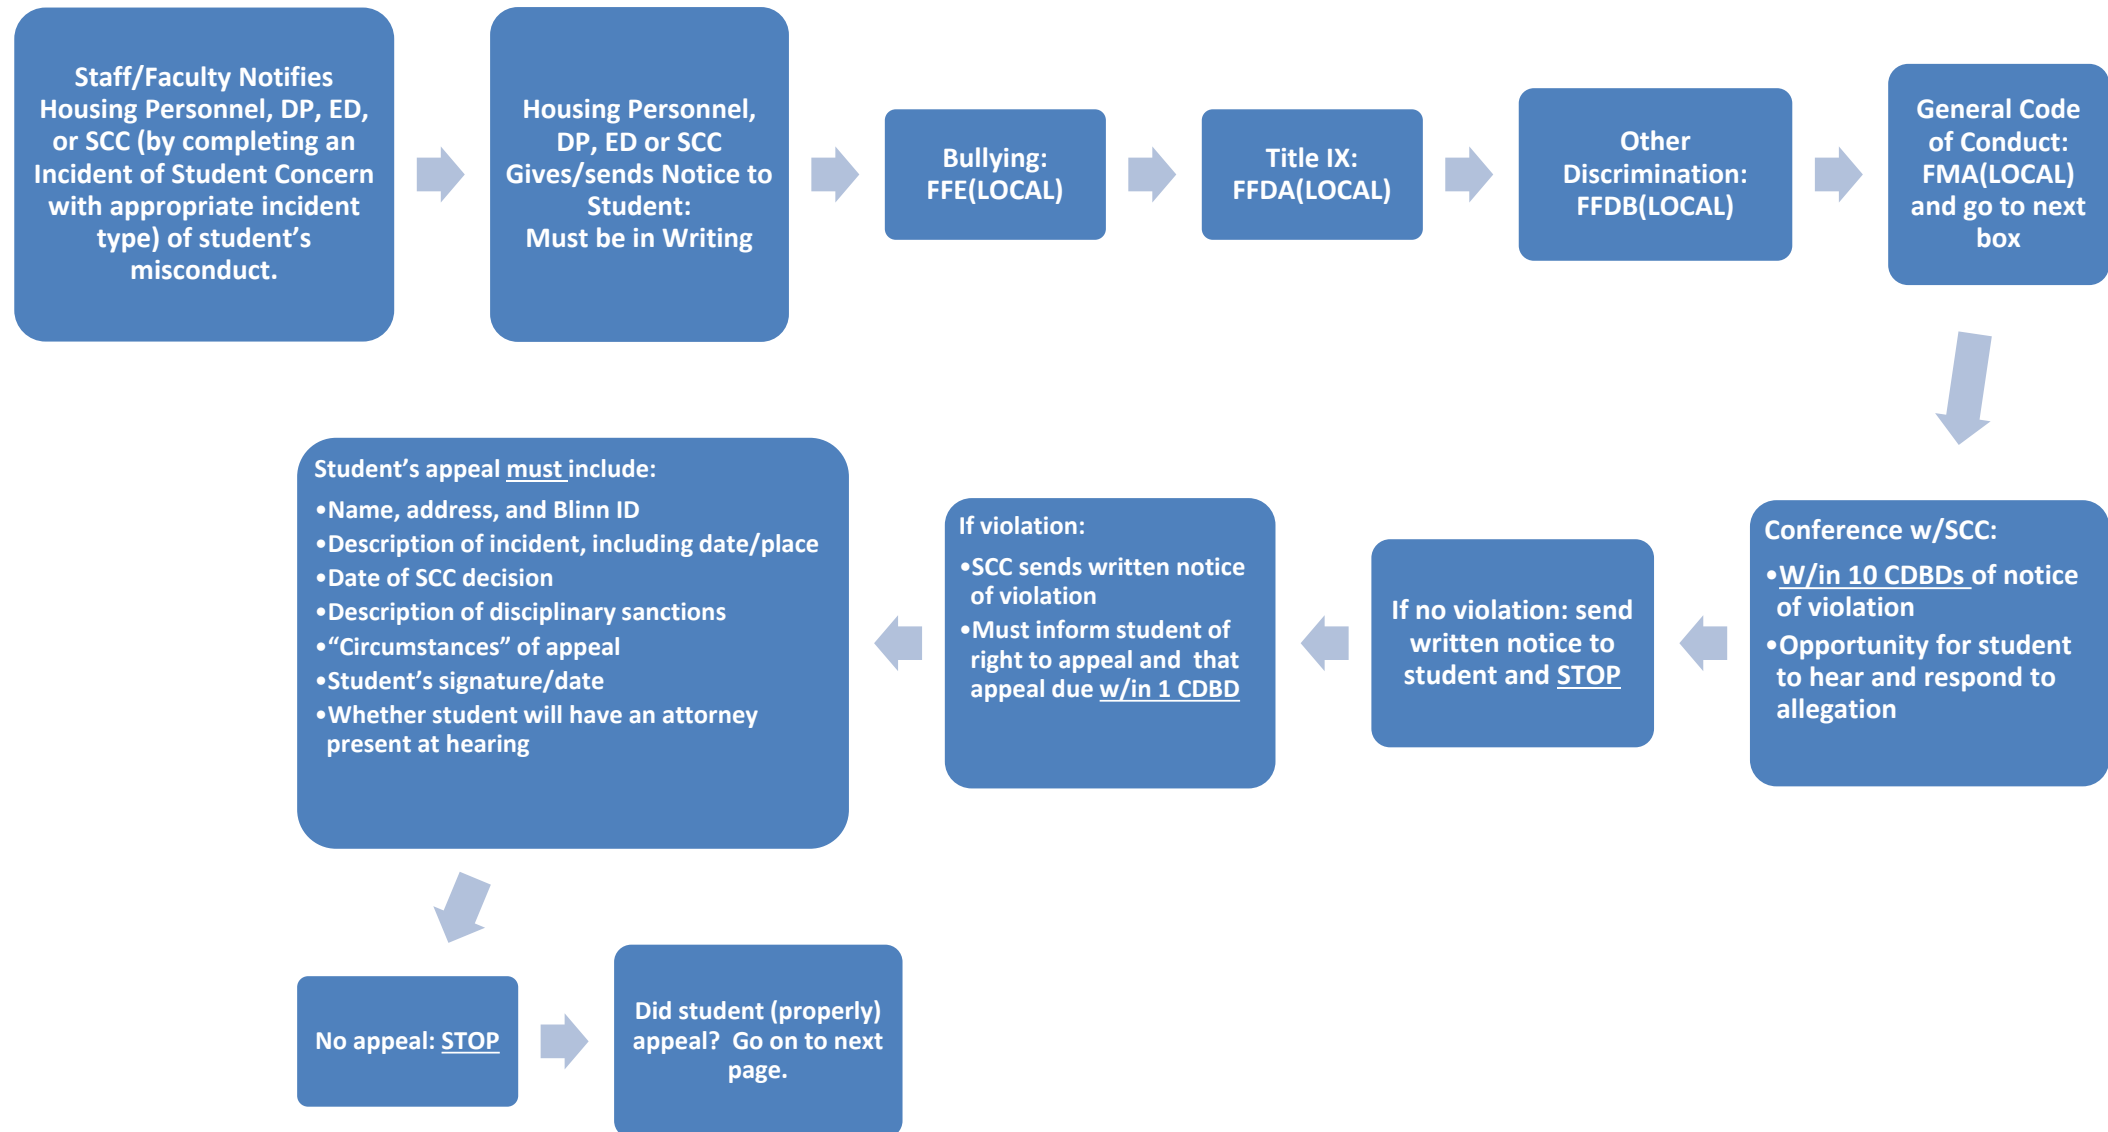 Staff/Faculty Notifies
Housing Personnel, DP, ED,
or SCC (by completing an
Incident of Student Concern
with appropriate incident
type) of student’s
misconduct.
Housing Personnel,
DP, ED or SCC
Gives/sends Notice to
Student:
Must be in Writing
Bullying:
FFE(LOCAL)
Title IX:
FFDA(LOCAL)
Other
Discrimination:
FFDB(LOCAL)
General Code
of Conduct:
FMA(LOCAL)
and go to next
box
Conference w/SCC:
•W/in 10 CDBDs of notice
of violation
•Opportunity for student
to hear and respond to
allegation
If no violation: send
written notice to
student and STOP
If violation:
•SCC sends written notice
of violation
•Must inform student of
right to appeal and that
appeal due w/in 1 CDBD
Student’s appeal must include:
•Name, address, and Blinn ID
•Description of incident, including date/place
•Date of SCC decision
•Description of disciplinary sanctions
•“Circumstances” of appeal
•Student’s signature/date
•Whether student will have an attorney
present at hearing
No appeal: STOP
Did student (properly)
appeal? Go on to next
page.